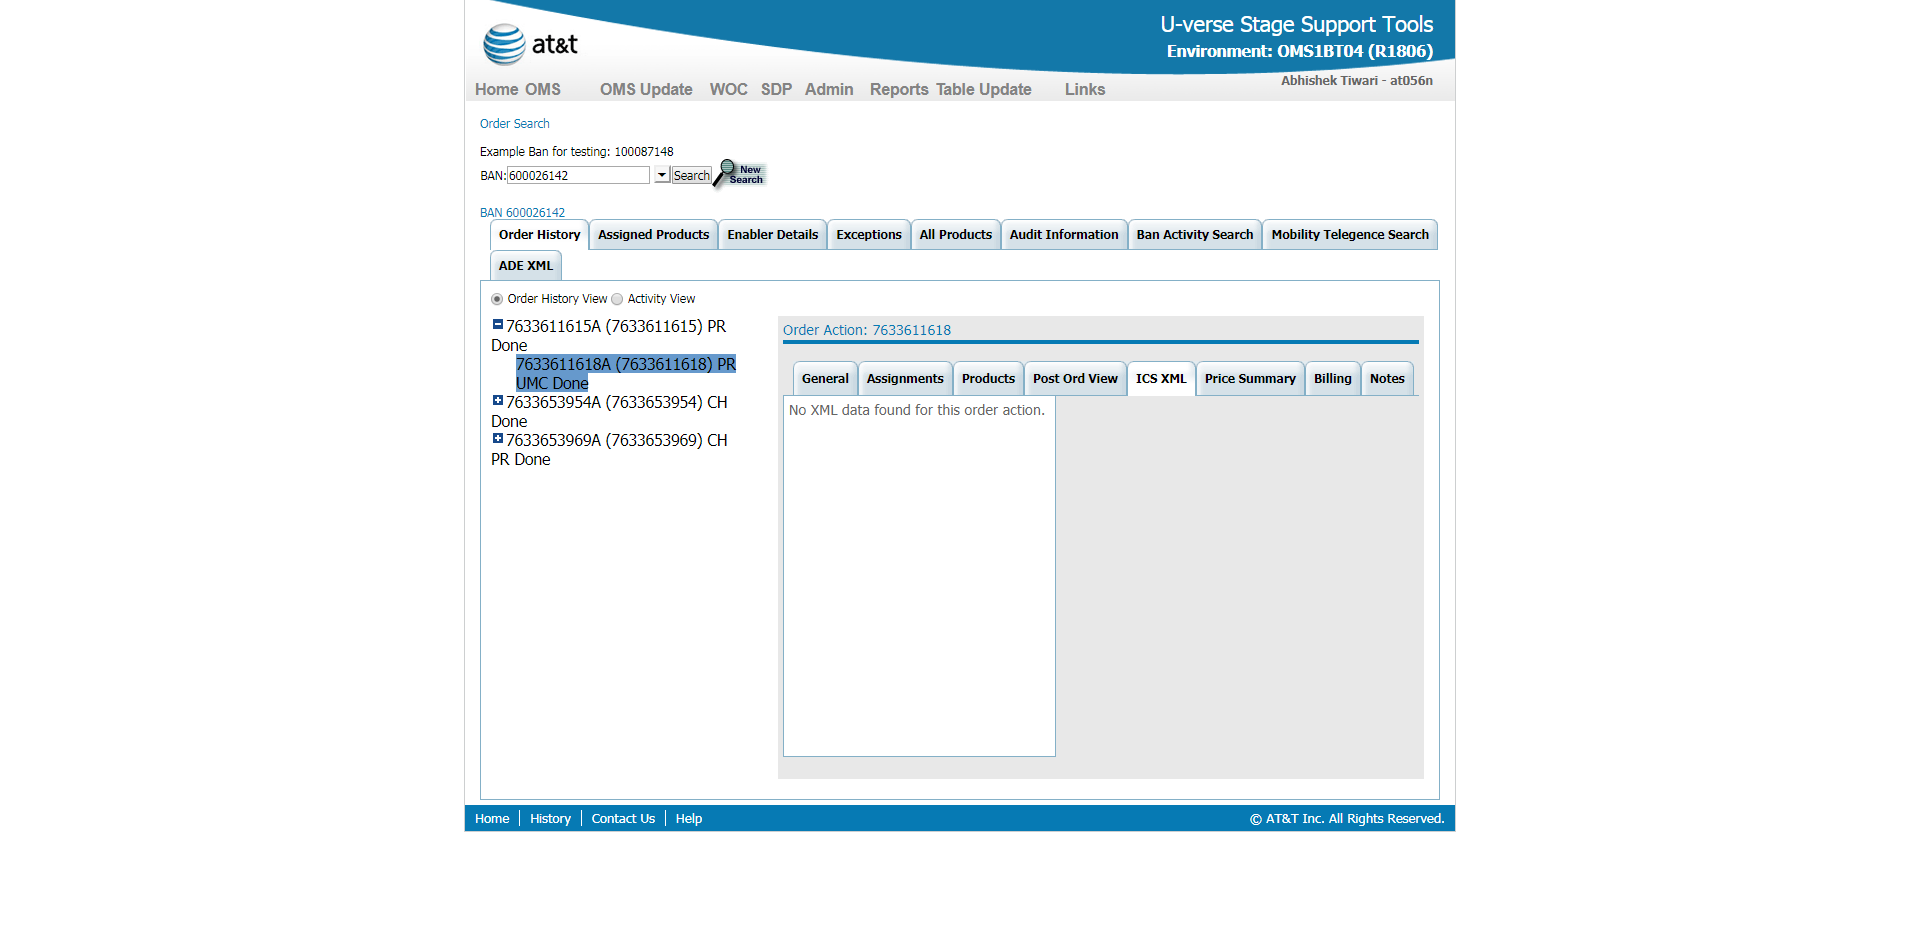 at&t
U-verse Stage Support Tools
Environment: OMS1BT04 (R1806)
Abhishek Tiwari - at056n
Home OMS OMS Update WOC SDP Admin Reports Table Update Links
Order Search
Example Ban for testing: 100087148
BAN: 600026142 Search New Search
BAN 600026142
Order History Assigned Products Enabler Details Exceptions All Products Audit Information Ban Activity Search Mobility Telegence Search
ADE XML
Order History View Activity View
7633611615A (7633611615) PR
Done
7633611618A (7633611618) PR
UMC Done
7633653954A (7633653954) CH
Done
7633653969A (7633653969) CH
PR Done
Order Action: 7633611618
General Assignments Products Post Ord View ICS XML Price Summary Billing Notes
No XML data found for this order action.
Home History Contact Us Help
© AT&T Inc. All Rights Reserved.